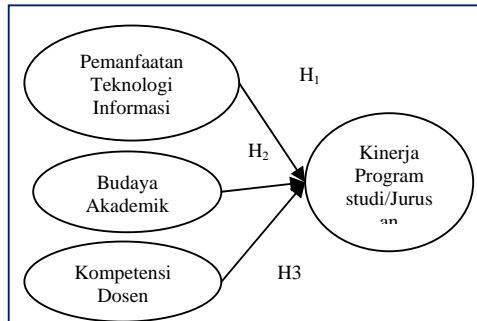 Pemanfaatan
Teknologi
Informasi
H1
H2
Budaya
Akademik
Kinerja
Program
studi/Jurus
an
Kompetensi
Dosen
H3